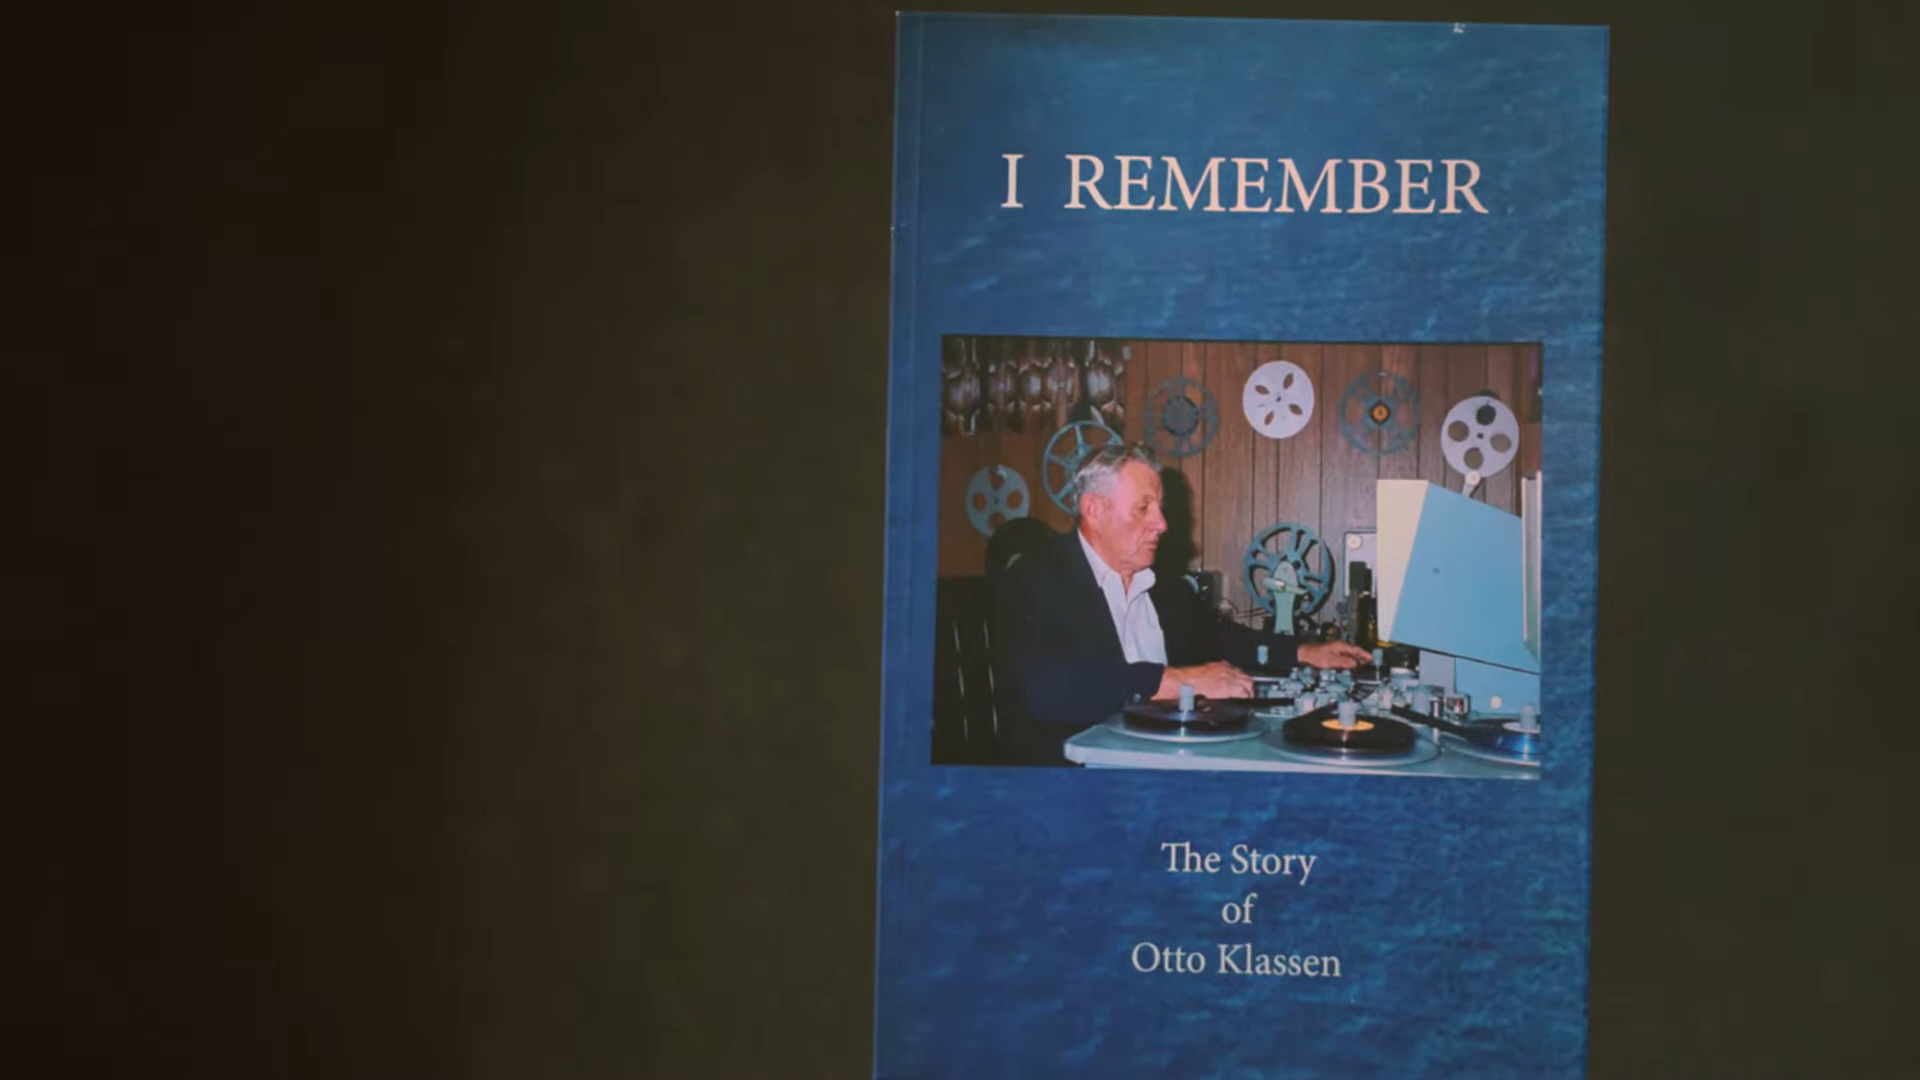 I REMEMBER
The Story
of
Otto Klassen